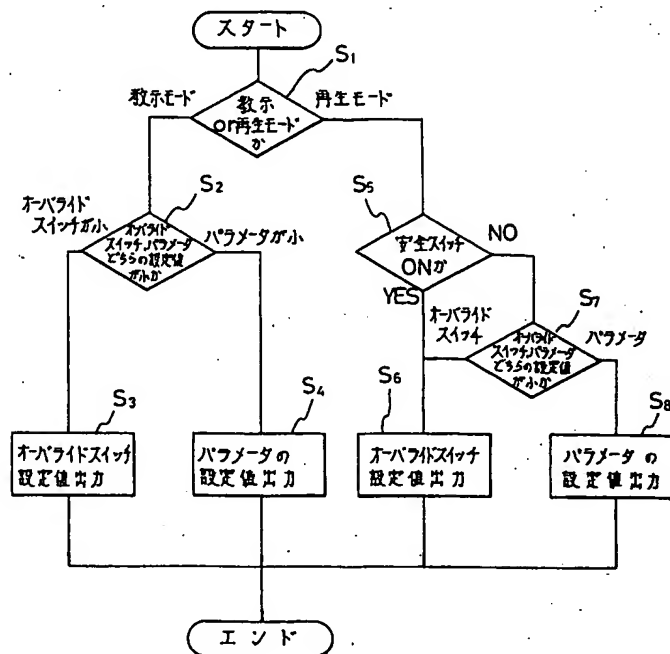 スタート
S1
教示モード
教示
or再生モード
か
再生モード
S2
オーバライド
スイッチが小
オーバライド
スイッチ,パラメータ
どちらの設定値
が小か
パラメータが小
S5
安全スイッチ
ONか
NO
YES
S7
オーバライド
スイッチ
オーバライド
スイッチ,パラメータ
どちらの設定値
が小か
パラメータ
S3
オーバライドスイッチ
設定値出力
S4
パラメータの
設定値出力
S6
オーバライドスイッチ
設定値出力
S8
パラメータの
設定値出力
エンド